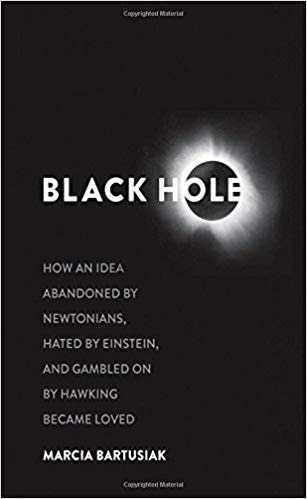 BLACK HOLE
HOW AN IDEA
ABANDONED BY
NEWTONIANS,
HATED BY EINSTEIN,
AND GAMBLED ON
BY HAWKING
BECAME LOVED
MARCIA BARTUSIAK